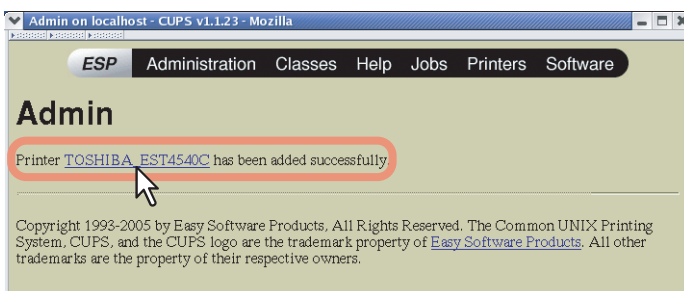 Admin on localhost - CUPS v1.1.23 - Mozilla
ESP Administration Classes Help Jobs Printers Software
Admin
Printer TOSHIBA_EST4540C has been added successfully.
Copyright 1993-2005 by Easy Software Products, All Rights Reserved. The Common UNIX Printing
System, CUPS, and the CUPS logo are the trademark property of Easy Software Products. All other
trademarks are the property of their respective owners.